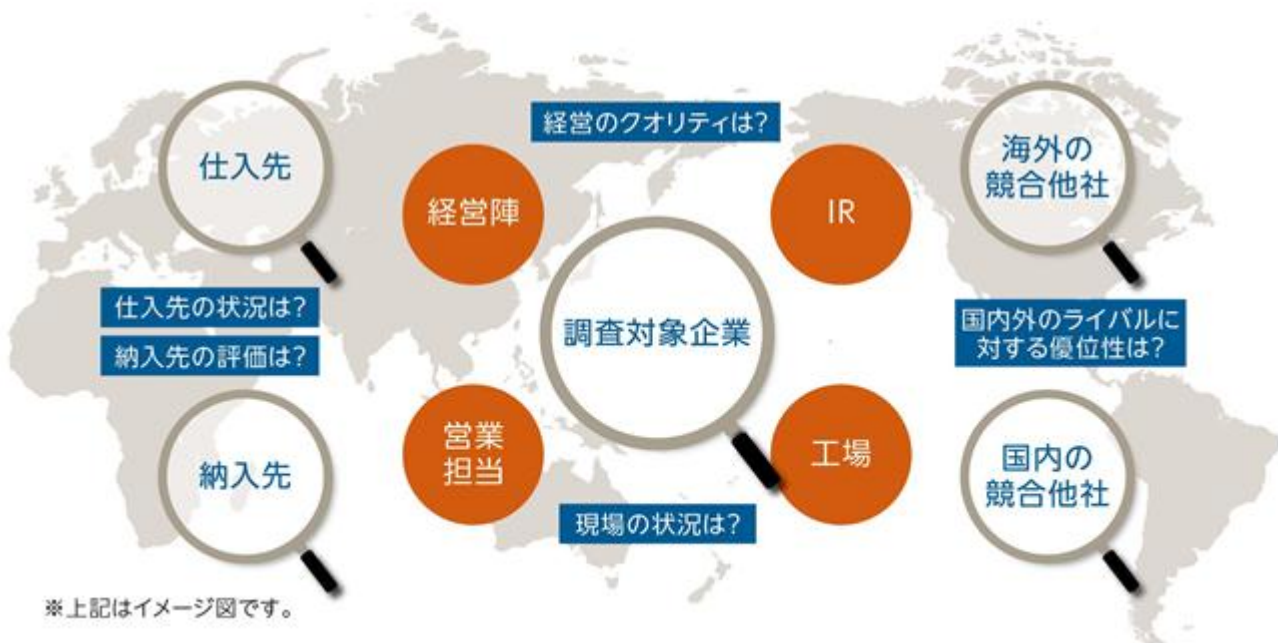 仕入先
仕入先の状況は?
納入先の評価は?
納入先
経営のクオリティは?
経営陣
IR
調査対象企業
営業
担当
工場
現場の状況は?
海外の
競合他社
国内外のライバルに
対する優位性は?
国内の
競合他社
※上記はイメージ図です。